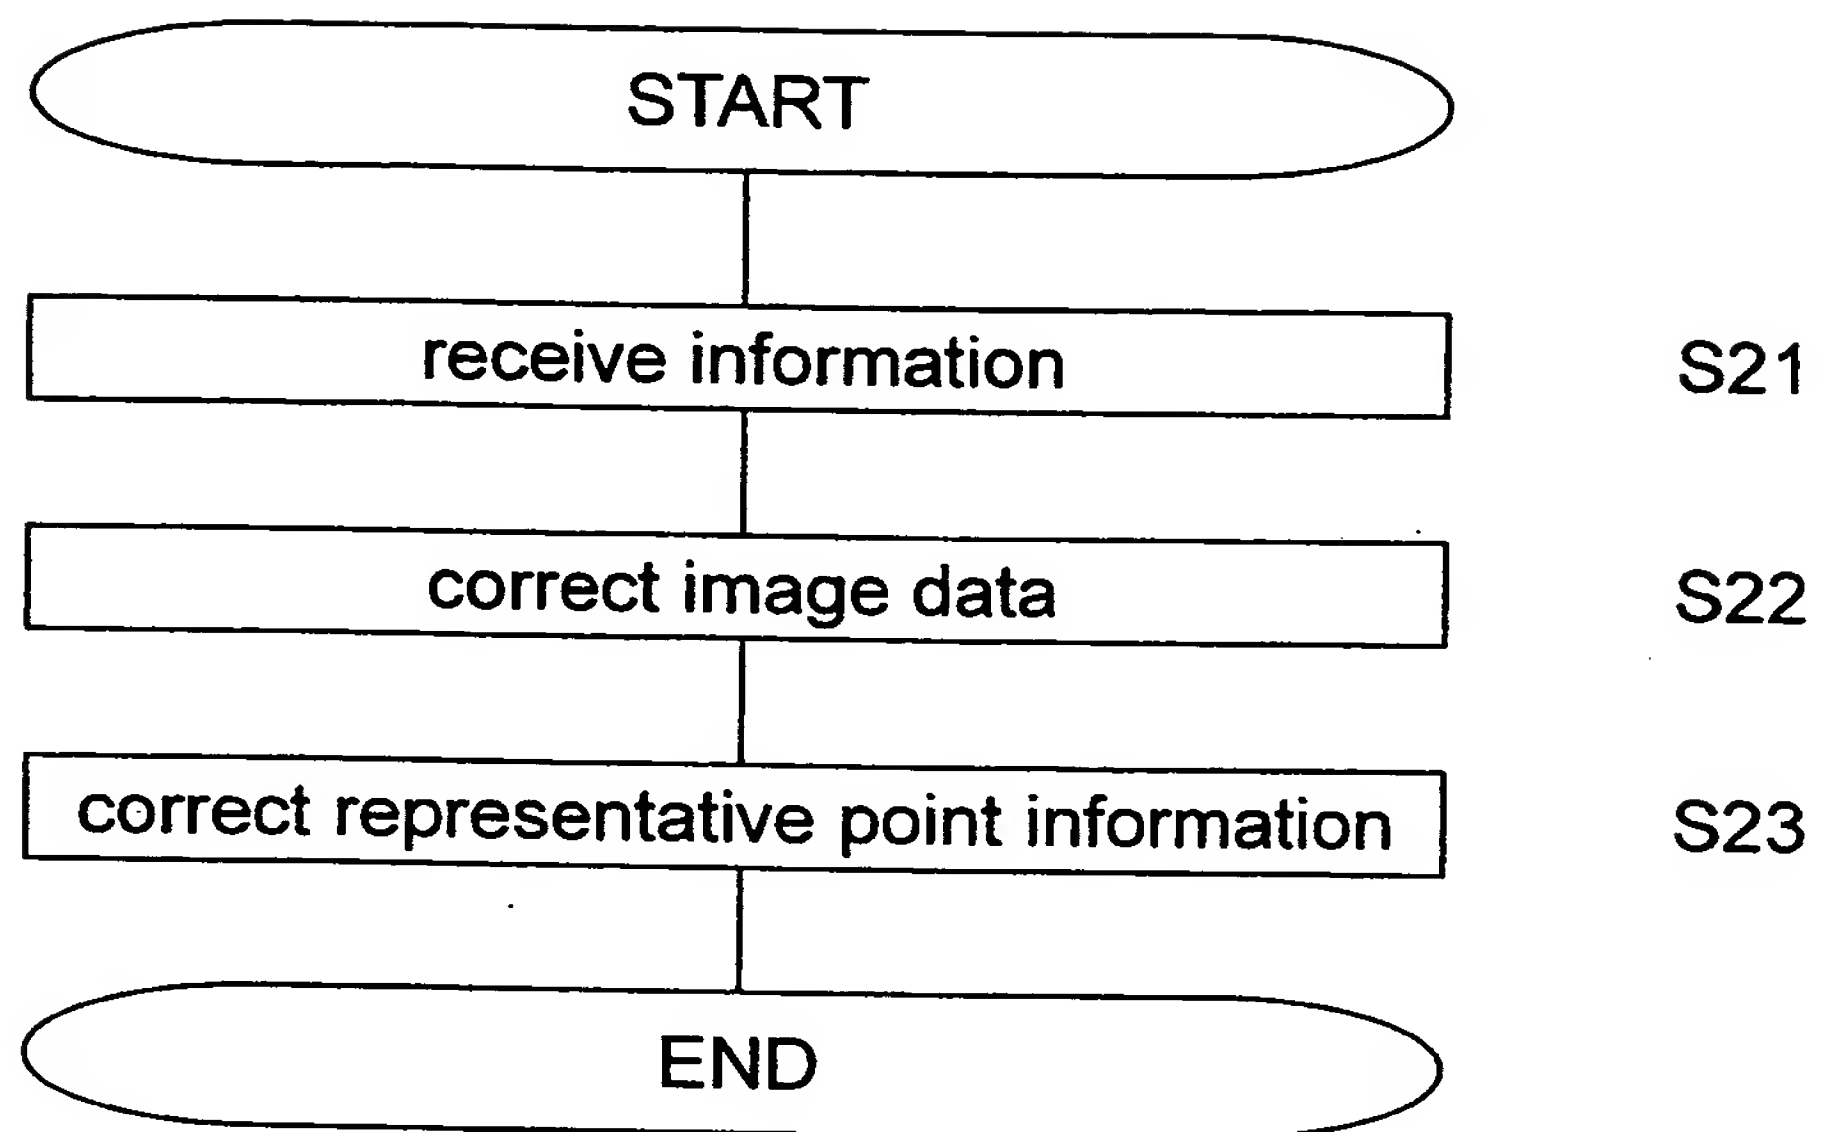 START
receive information
S21
correct image data
S22
correct representative point information
S23
END